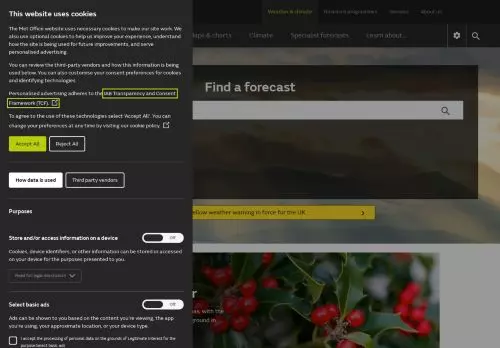 This website uses cookies
The Met Office website uses necessary cookies to make our site work. We
also use optional cookies to help us improve your experience, understand
how the site is being used for future improvements, and serve
personalised advertising.
You can review the third-party vendors and how this information is being
used below. You can also customise your consent preferences for cookies
and identifying technologies.
Personalised advertising adheres to the IAB Transparency and Consent
Framework (TCF).
To agree to the use of these technologies select 'Accept All'. You can
change your preferences at any time by visiting our cookie policy.
Accept All
Reject All
How data is used
Third party vendors
Purposes
Store and/or access information on a device
Off
Cookies, device identifiers, or other information can be stored or accessed
on your device for the purposes presented to you.
Read full legal description
Select basic ads
Off
Ads can be shown to you based on the content you're viewing, the app
you're using, your approximate location, or your device type.
I accept the processing of personal data on the grounds of Legitimate Interest for the
purpose Select basic ads
Weather & climate
Research programmes
Services
About us
& charts
Climate
Specialist forecasts
Learn about...
Find a forecast
yellow weather warning in force for the UK.
with the
ground in